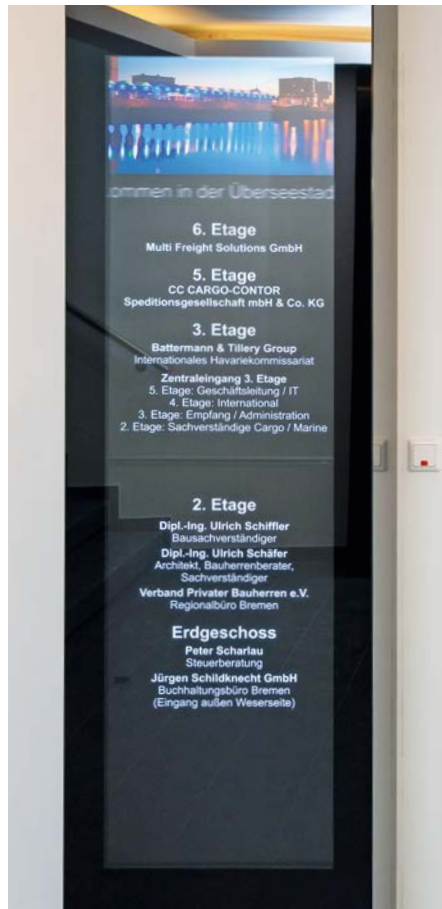 ommen in der Überseestad
6. Etage
Multi Freight Solutions GmbH
5. Etage
CC CARGO-CONTOR
Speditionsgesellschaft mbH & Co. KG
3. Etage
Battermann & Tillery Group
Internationales Havariekommissariat
Zentraleingang 3. Etage
5. Etage: Geschäftsleitung / IT
4. Etage: International
3. Etage: Empfang / Administration
2. Etage: Sachverständige Cargo / Marine
2. Etage
Dipl.-Ing. Ulrich Schiffler
Bausachverständiger
Dipl.-Ing. Ulrich Schäfer
Architekt, Bauherrenberater,
Sachverständiger
Verband Privater Bauherren e.V.
Regionalbüro Bremen
Erdgeschoss
Peter Scharlau
Steuerberatung
Jürgen Schildknecht GmbH
Buchhaltungsbüro Bremen
(Eingang außen Weserseite)